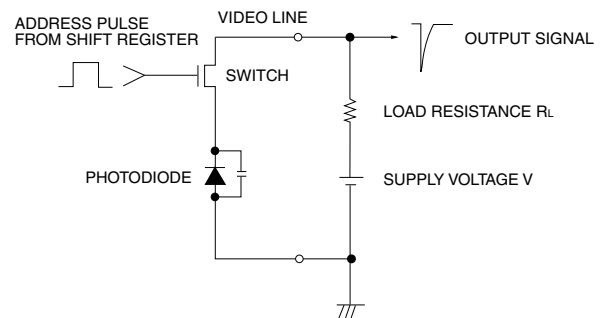 ADDRESS PULSE
FROM SHIFT REGISTER
VIDEO LINE
OUTPUT SIGNAL
SWITCH
LOAD RESISTANCE RL
PHOTODIODE
SUPPLY VOLTAGE V